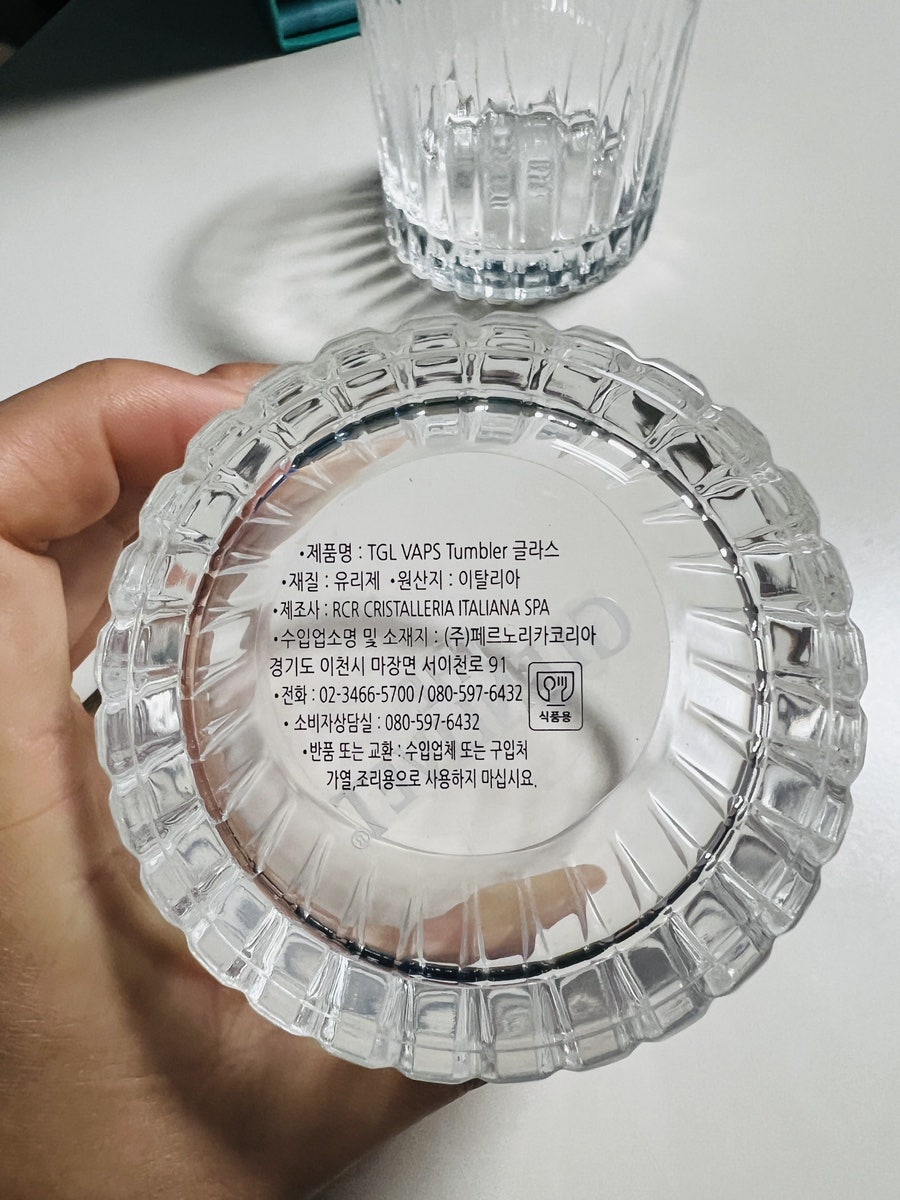 •제품명 : TGL VAPS Tumbler 글라스
•재질 : 유리제 •원산지 : 이탈리아
•제조사 : RCR CRISTALLERIA ITALIANA SPA
•수입업소명 및 소재지 : (주)페르노리카코리아
경기도 이천시 마장면 서이천로 91
•전화 : 02-3466-5700 / 080-597-6432
• 소비자상담실 : 080-597-6432
식품용
•반품 또는 교환 : 수입업체 또는 구입처
가열,조리용으로 사용하지 마십시요.